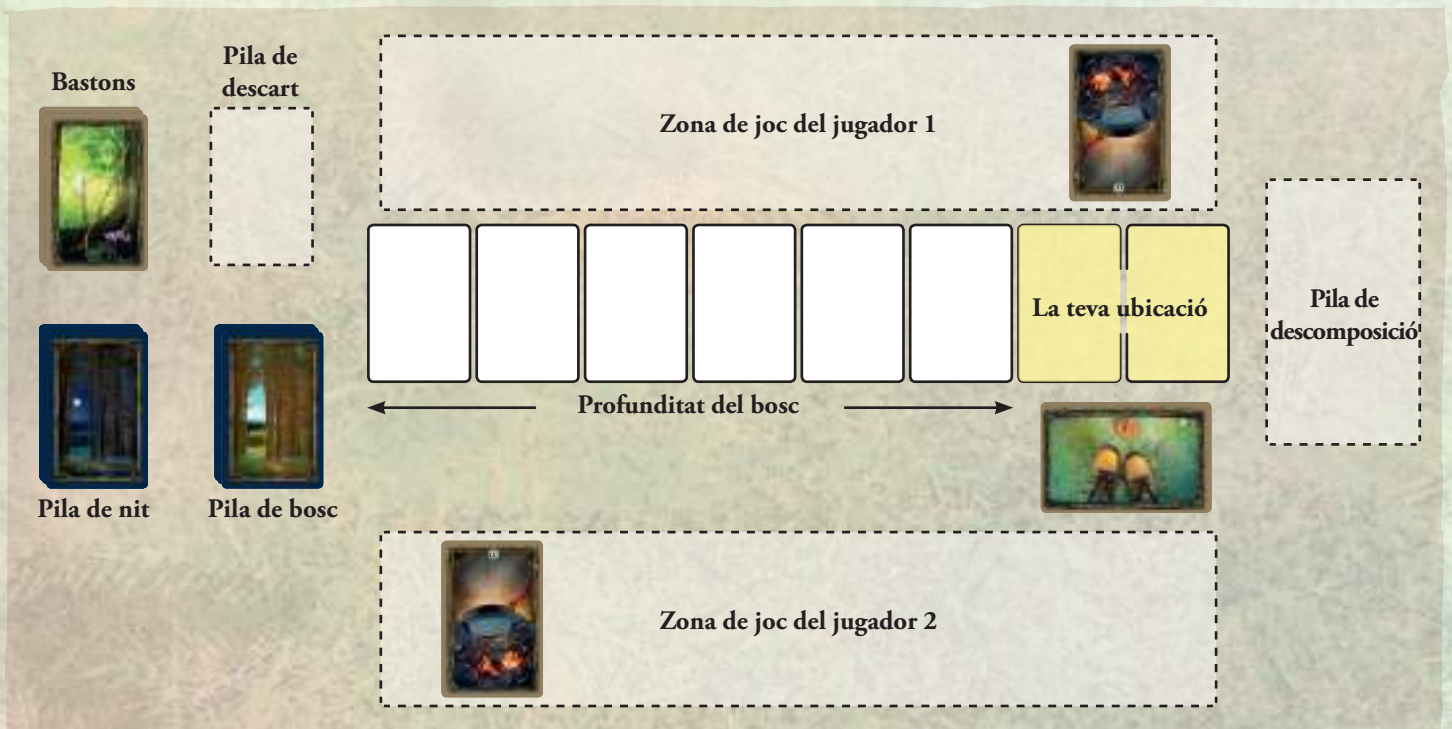 Bastons
Pila de
descart
Zona de joc del jugador 1
La teva ubicació
Pila de
descomposició
Profunditat del bosc
Pila de nit
Pila de bosc
Zona de joc del jugador 2